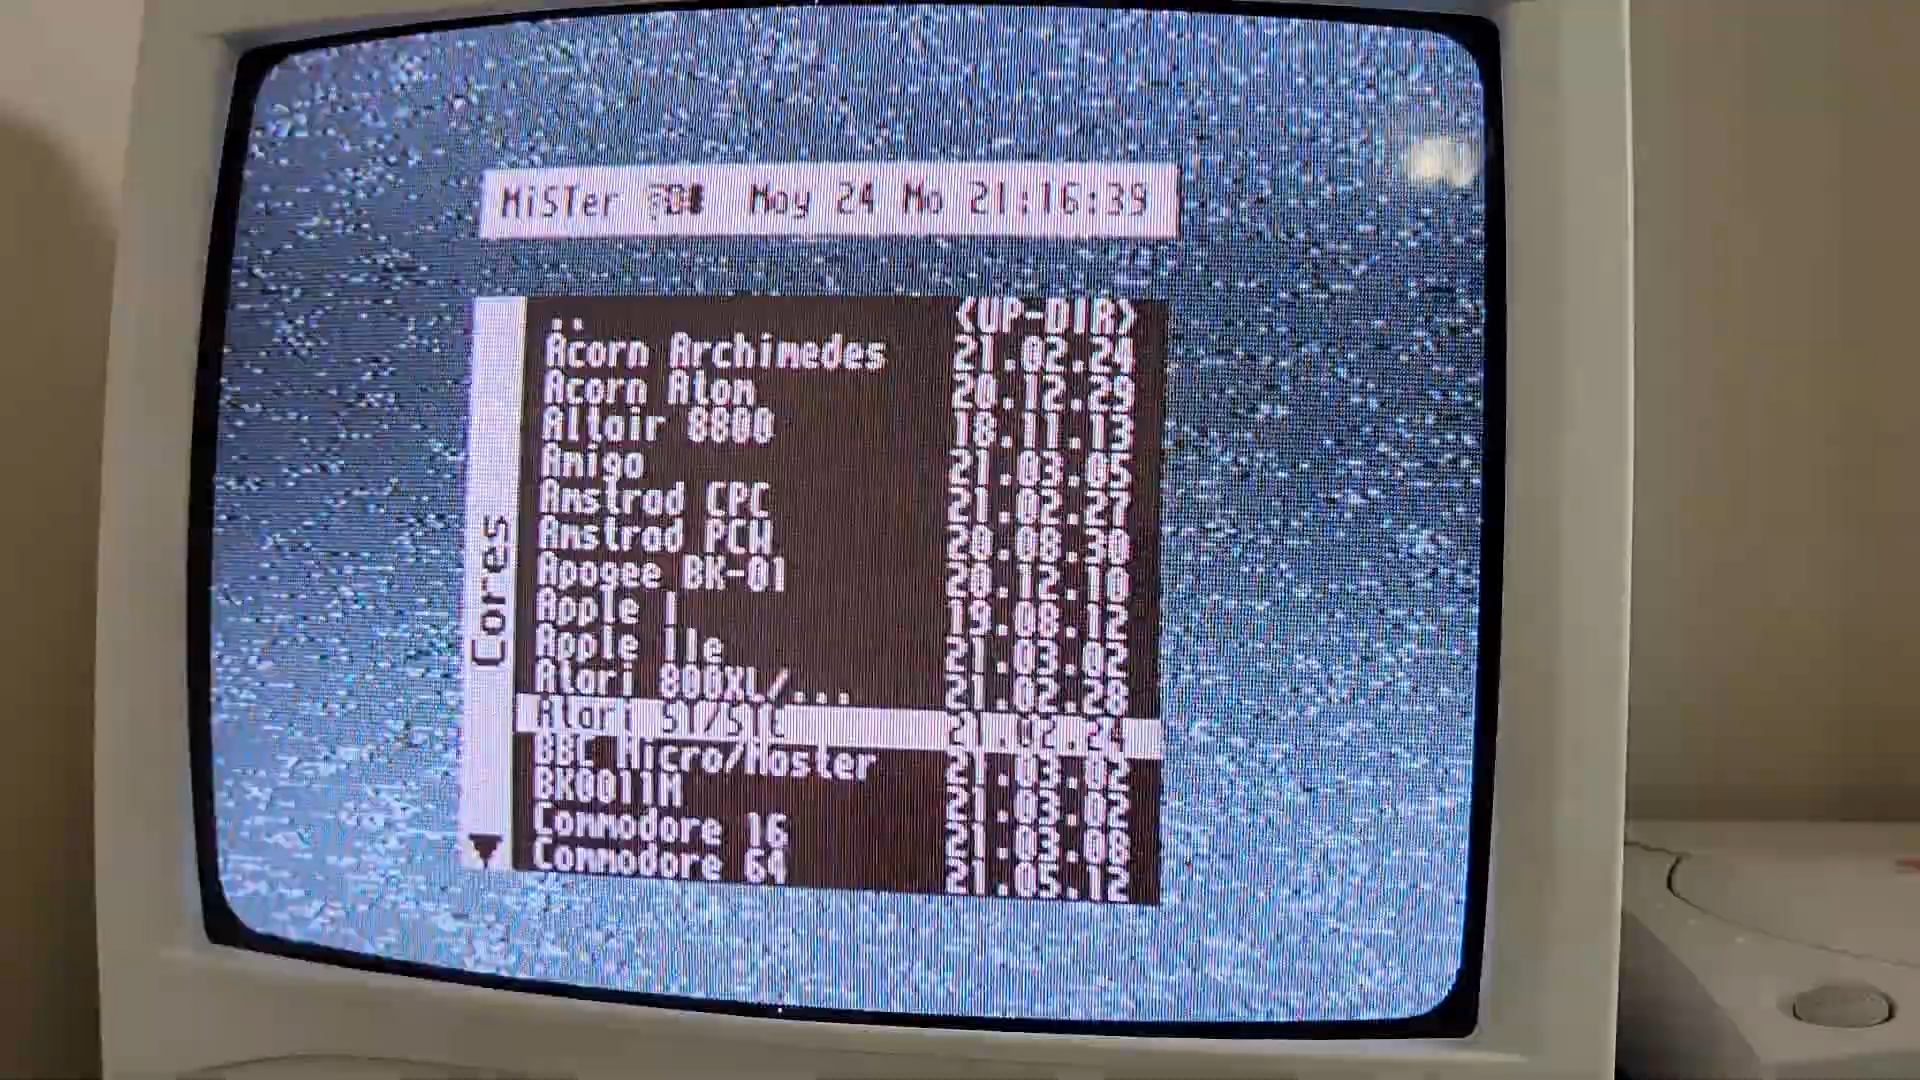 MiSTer May 24 Mo 21:16:39
Cores
.. <UP-DIR>
Acorn Archimedes 21.02.24
Acorn Atom 20.12.29
Altair 8800 18.11.13
Amiga 21.03.05
Amstrad CPC 21.02.27
Amstrad PCW 20.08.30
Apogee BK-01 20.12.10
Apple I 19.08.12
Apple IIe 21.03.02
Atari 800XL/... 21.02.28
Atari ST/STE 21.02.24
BBC Micro/Master 21.03.02
BK0011M 21.03.02
Commodore 16 21.03.08
Commodore 64 21.05.12